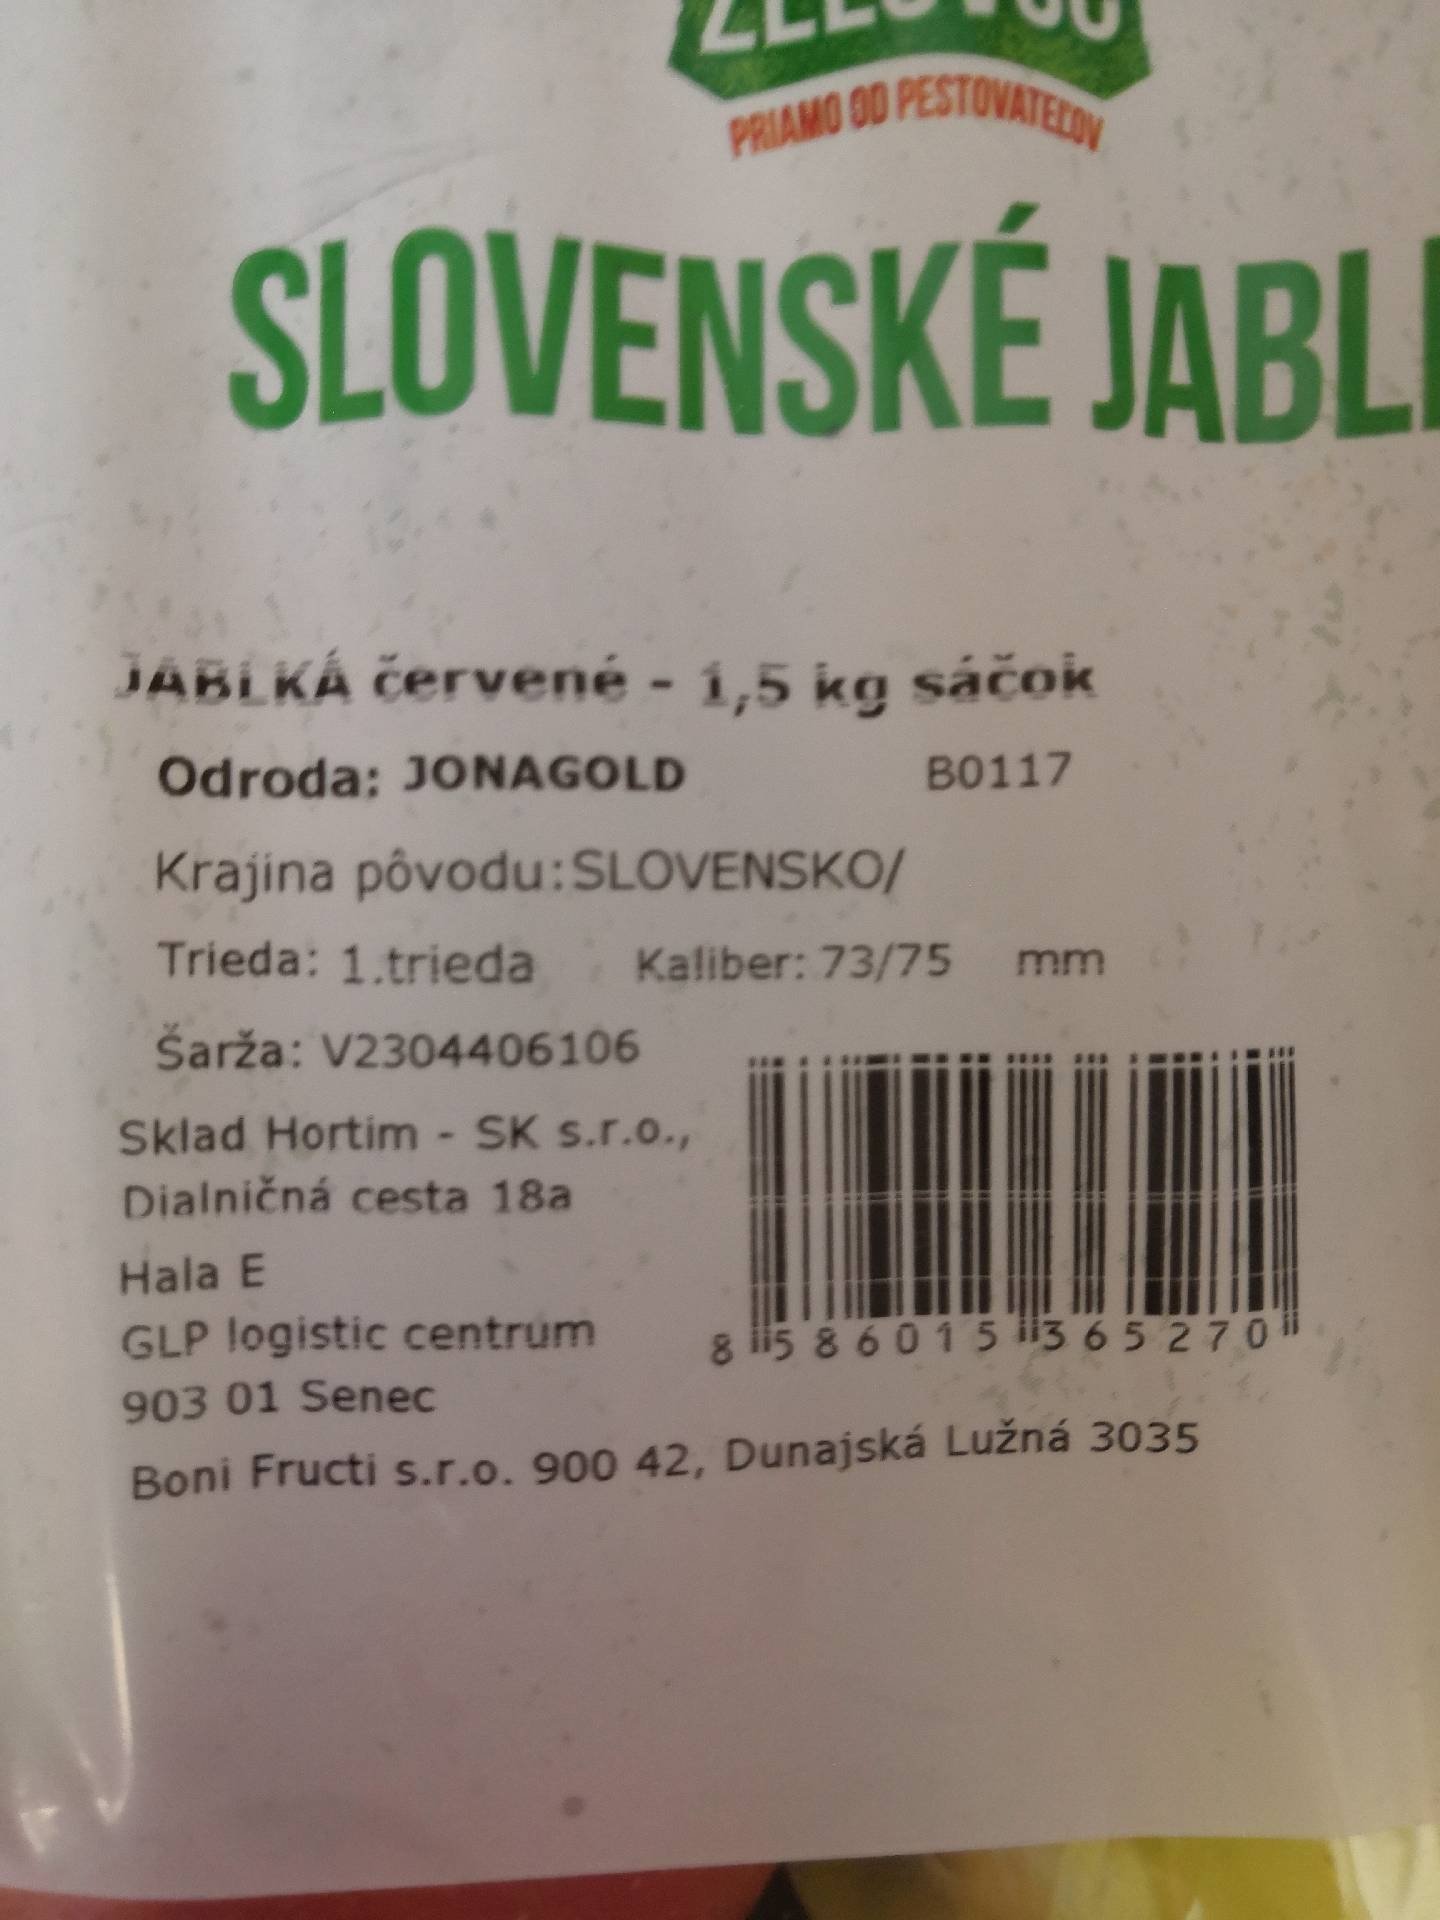 PRIAMO OD PESTOVATEĽOV
SLOVENSKÉ
JABLKÁ červené - 1,5 kg sáčok
Odroda: JONAGOLD B0117
Krajina pôvodu:SLOVENSKO/
Trieda: 1.trieda Kaliber: 73/75 mm
Šarža: V2304406106
Sklad Hortim - SK s.r.o.,
Dialničná cesta 18a
Hala E
GLP logistic centrum
903 01 Senec
8 586015 365270
Boni Fructi s.r.o. 900 42, Dunajská Lužná 3035